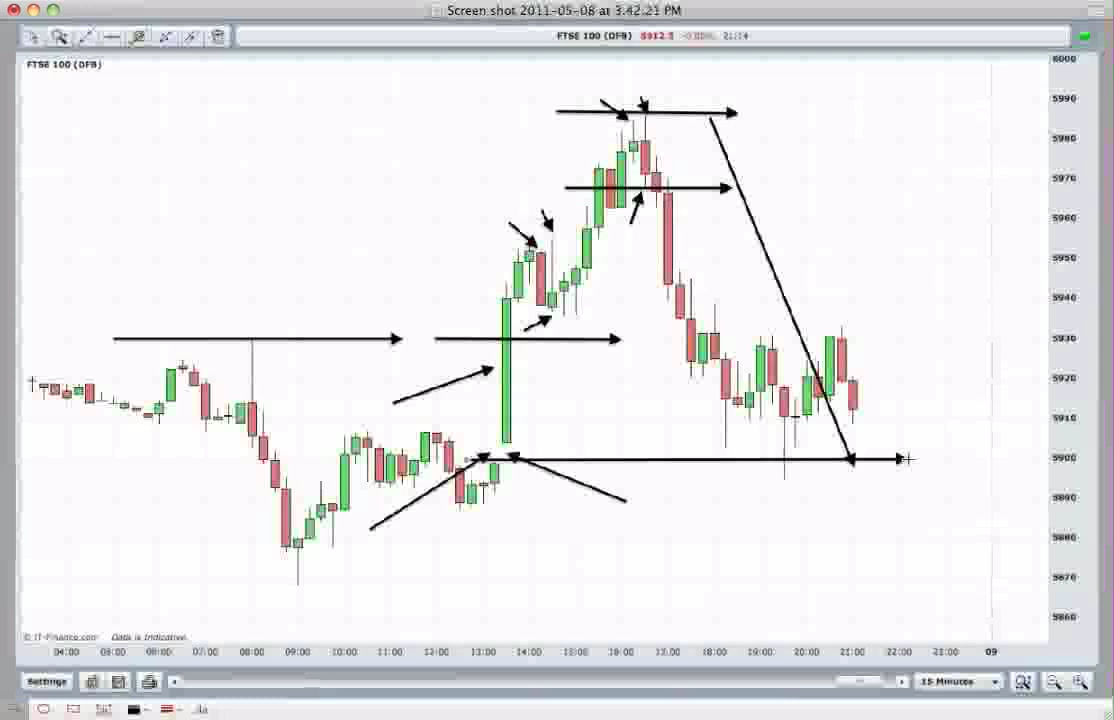 Screen shot 2011-05-08 at 3.42.21 PM
FTSE 100 (DFB) 5912.5 21:14
FTSE 100 (DFB)
6000
5990
5980
5970
5960
5950
5940
5930
5920
5910
5900
5890
5880
5870
5860
© IT-Finance.com Data is Indicative.
04:00 05:00 06:00 07:00 08:00 09:00 10:00 11:00 12:00 13:00 14:00 15:00 16:00 17:00 18:00 19:00 20:00 21:00 22:00 23:00 09
Settings 15 Minutes